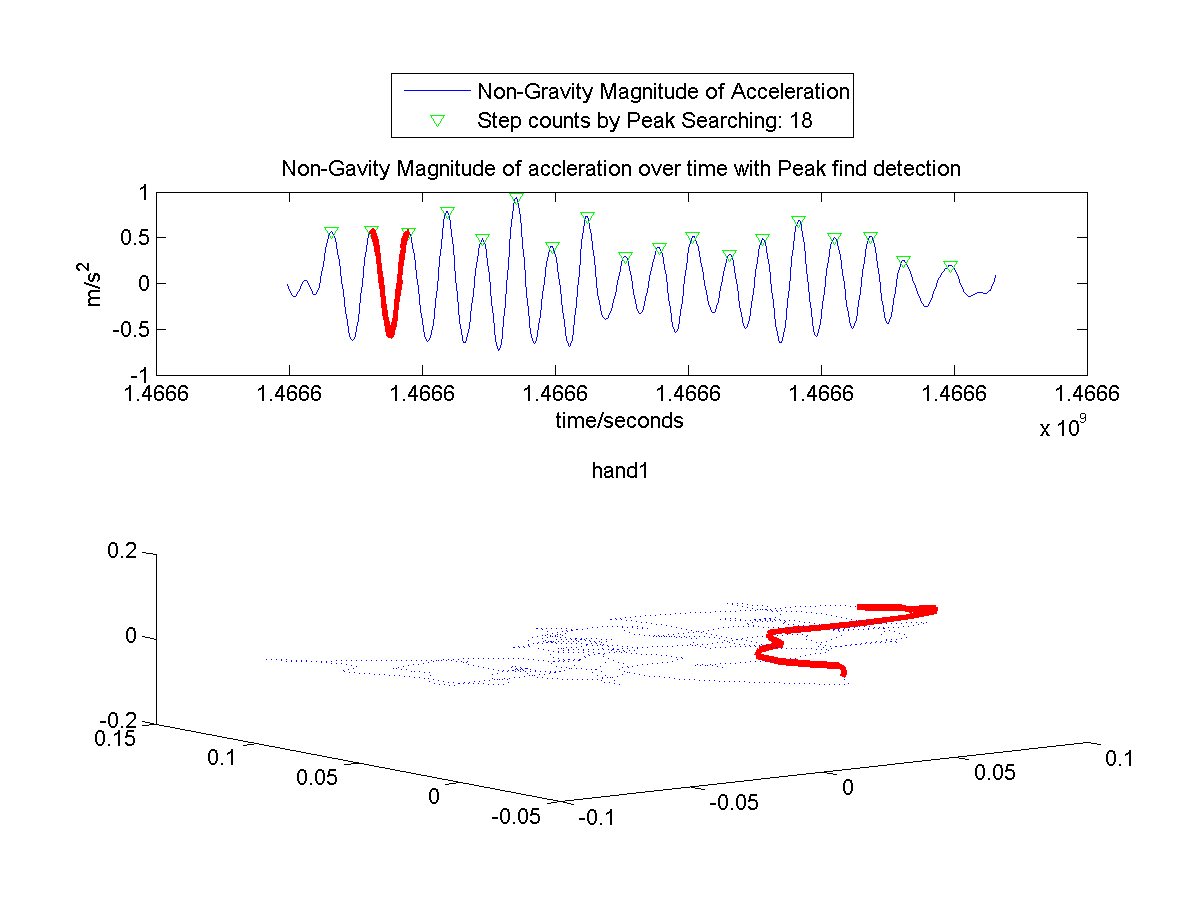 Non-Gravity Magnitude of Acceleration
Step counts by Peak Searching: 18
Non-Gavity Magnitude of accleration over time with Peak find detection
1
0.5
0
-0.5
-1
m/s2
1.4666 1.4666 1.4666 1.4666 1.4666 1.4666 1.4666 1.4666
time/seconds
x 109
hand1
0.2
0
-0.2
0.15
0.1
0.05
0
-0.05
-0.1
-0.05
0
0.05
0.1